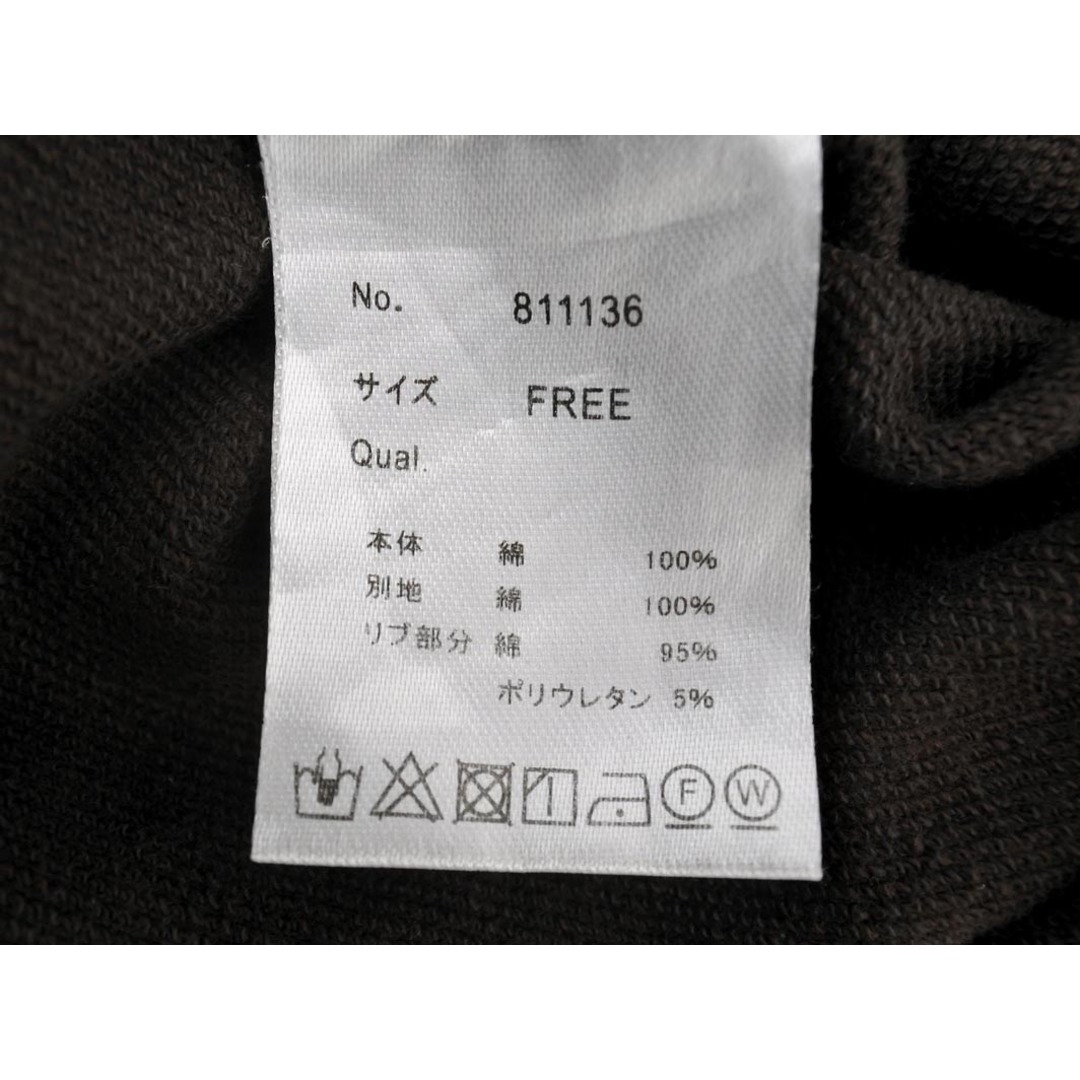 No. 811136
サイズ FREE
Qual.
本体 綿 100%
別地 綿 100%
リブ部分 綿 95%
ポリウレタン 5%
F W